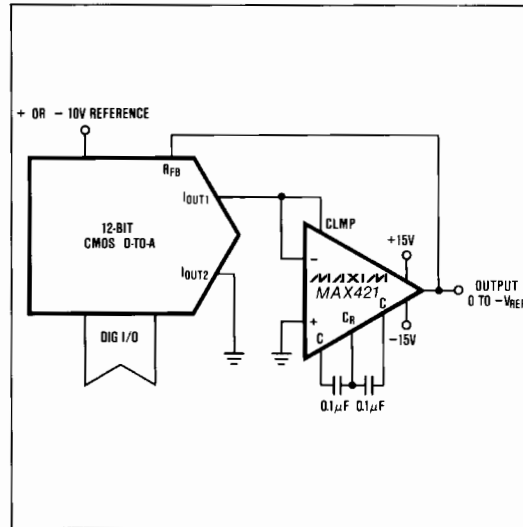 + OR − 10V REFERENCE
RFB
IOUT1
12-BIT
CMOS D-TO-A
CLMP
+15V
IOUT2
−
MAXIM
MAX421
OUTPUT
0 TO −VREF
+
CR
C
C
−15V
DIG I/O
0.1μF
0.1μF